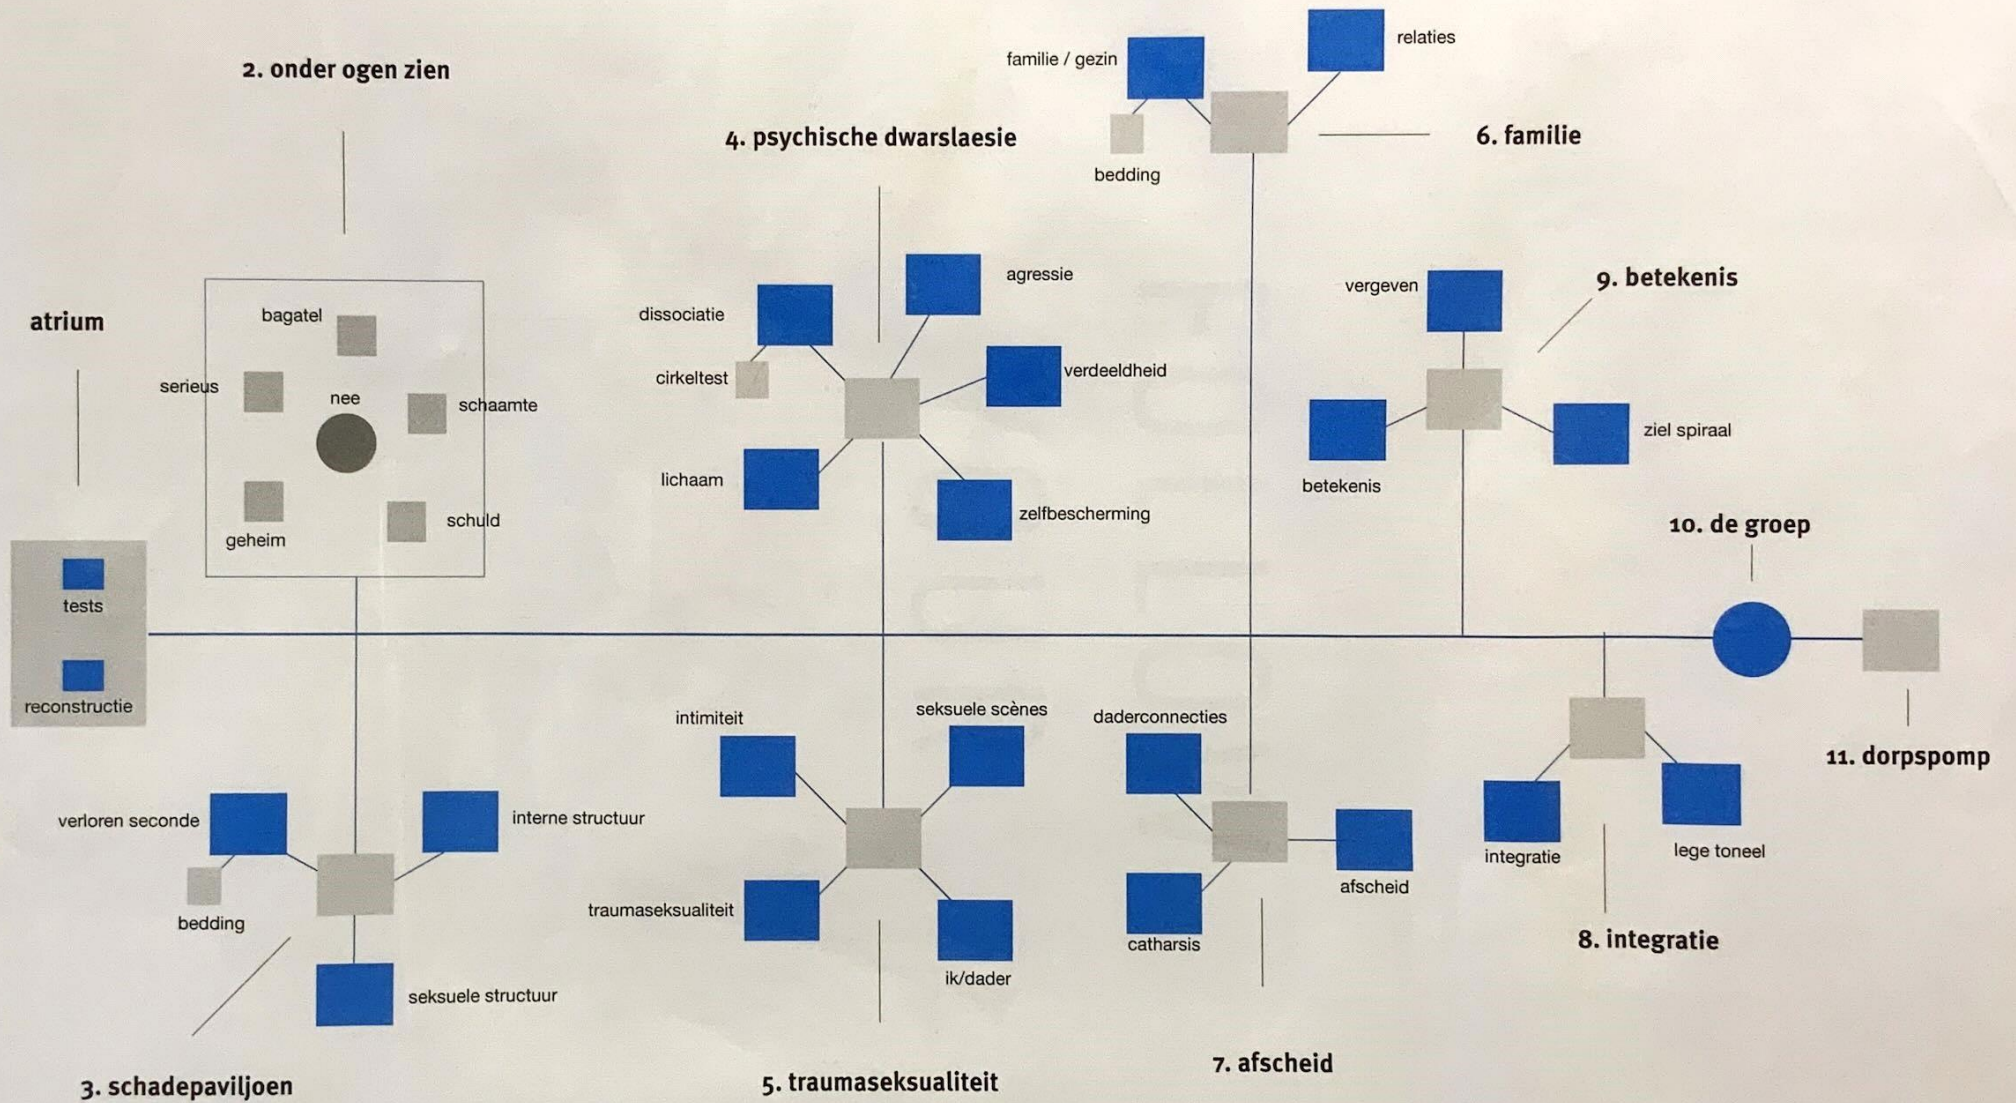 atrium
tests
reconstructie
2. onder ogen zien
bagatel
serieus
nee
schaamte
geheim
schuld
verloren seconde
interne structuur
bedding
seksuele structuur
3. schadepaviljoen
4. psychische dwarslaesie
dissociatie
agressie
cirkeltest
verdeeldheid
lichaam
zelfbescherming
intimiteit
seksuele scènes
traumaseksualiteit
ik/dader
5. traumaseksualiteit
familie / gezin
relaties
bedding
6. familie
daderconnecties
afscheid
catharsis
7. afscheid
integratie
lege toneel
8. integratie
9. betekenis
vergeven
betekenis
ziel spiraal
10. de groep
11. dorpspomp